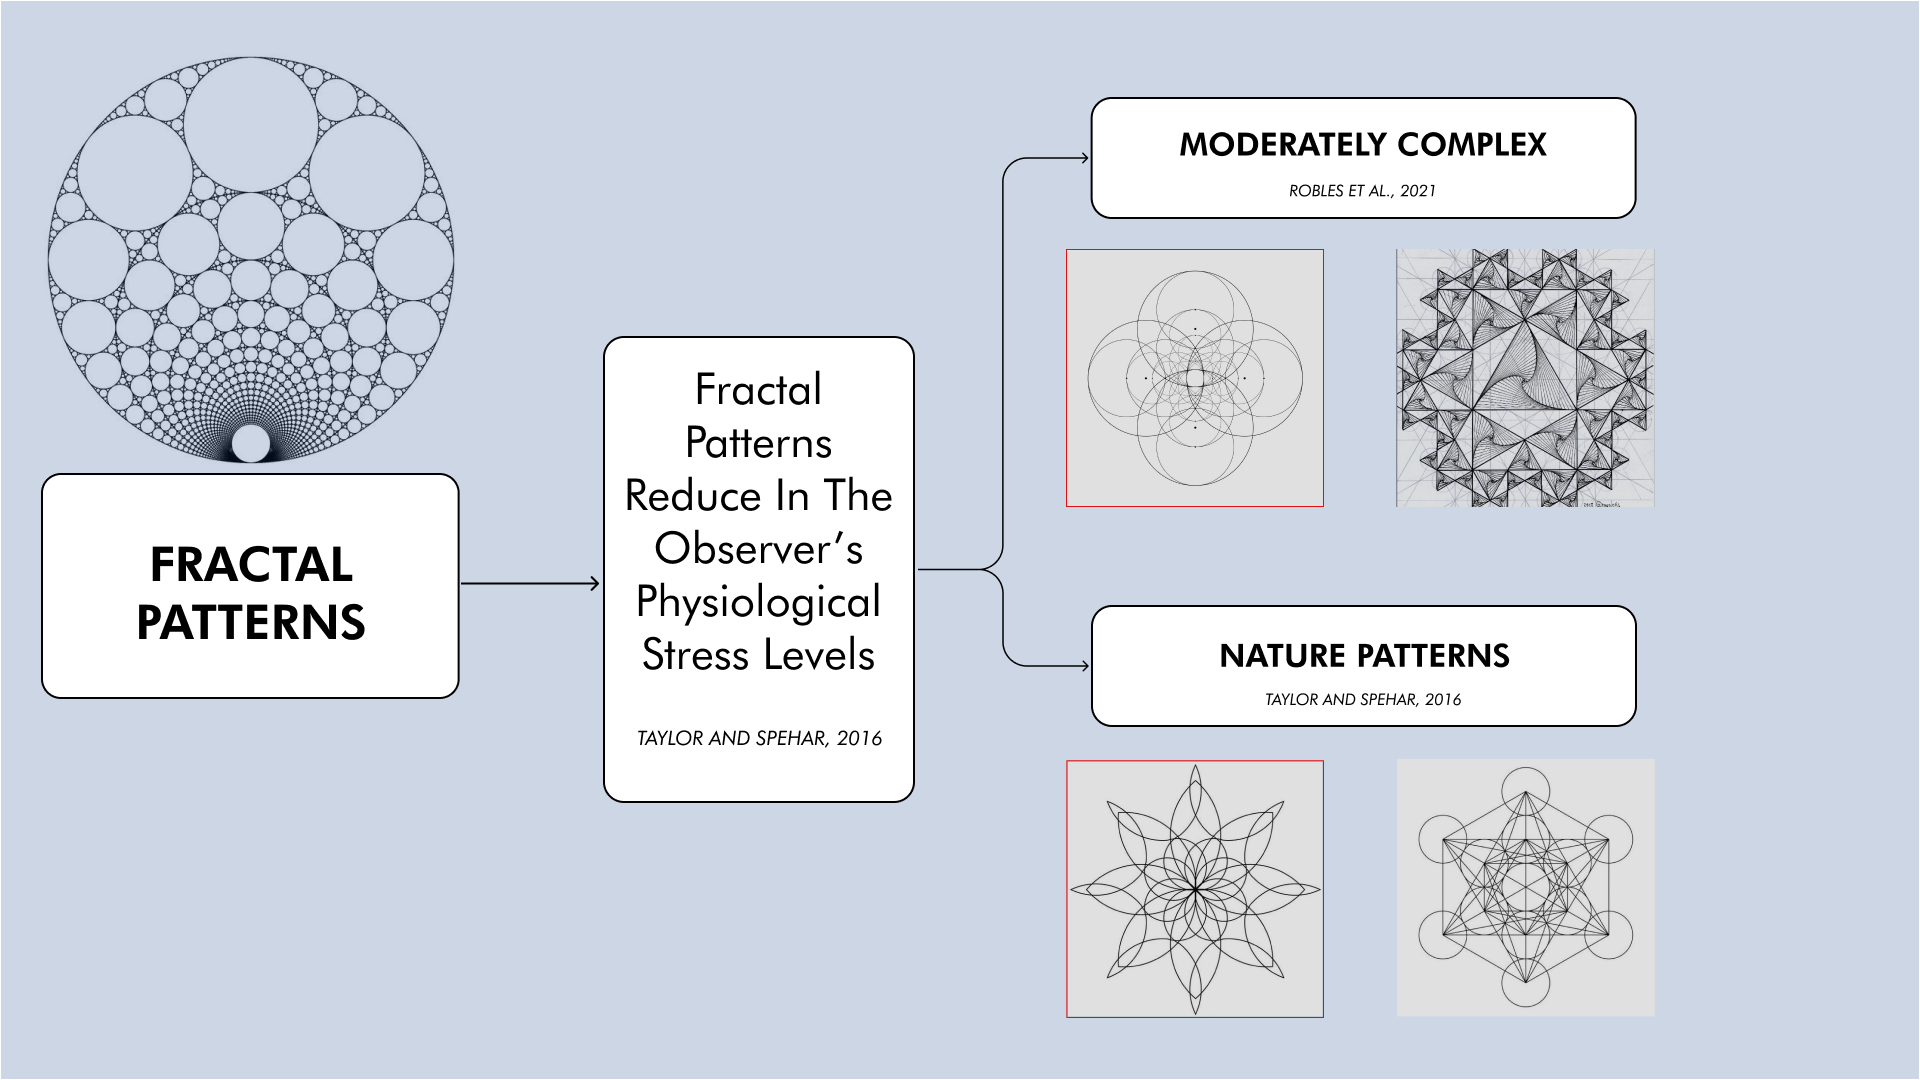 FRACTAL
PATTERNS
Fractal
Patterns
Reduce In The
Observer’s
Physiological
Stress Levels
TAYLOR AND SPEHAR, 2016
MODERATELY COMPLEX
ROBLES ET AL., 2021
NATURE PATTERNS
TAYLOR AND SPEHAR, 2016